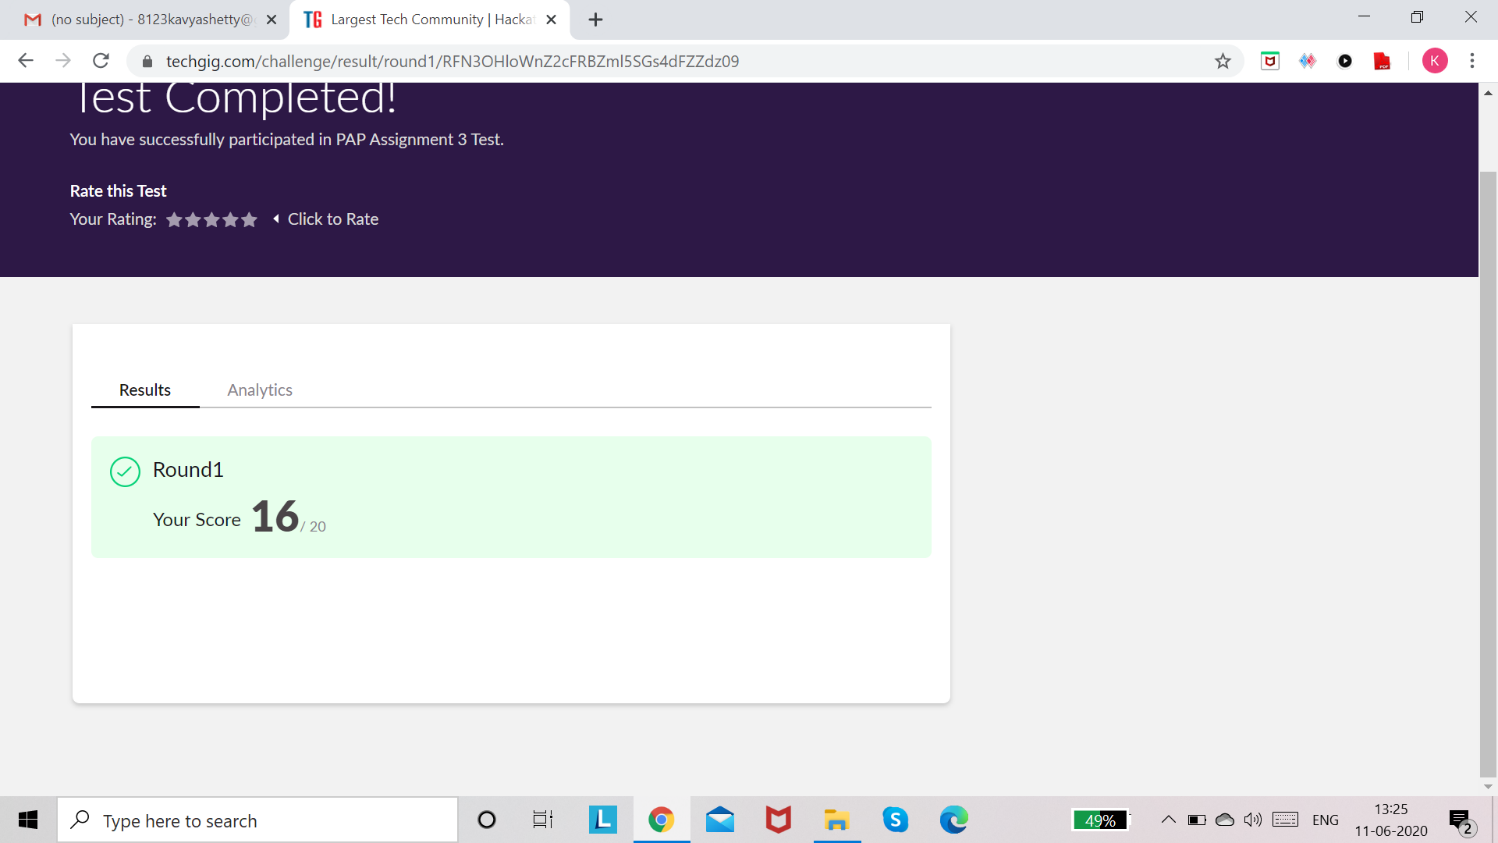 (no subject) - 8123kavyashetty@
TG Largest Tech Community | Hacka
techgig.com/challenge/result/round1/RFN3OHloWnZ2cFRBZml5SGs4dFZZdz09
K
Test Completed!
You have successfully participated in PAP Assignment 3 Test.
Rate this Test
Your Rating: Click to Rate
Results Analytics
Round1
Your Score 16 / 20
Type here to search
L
S
49%
ENG
13:25
11-06-2020
2